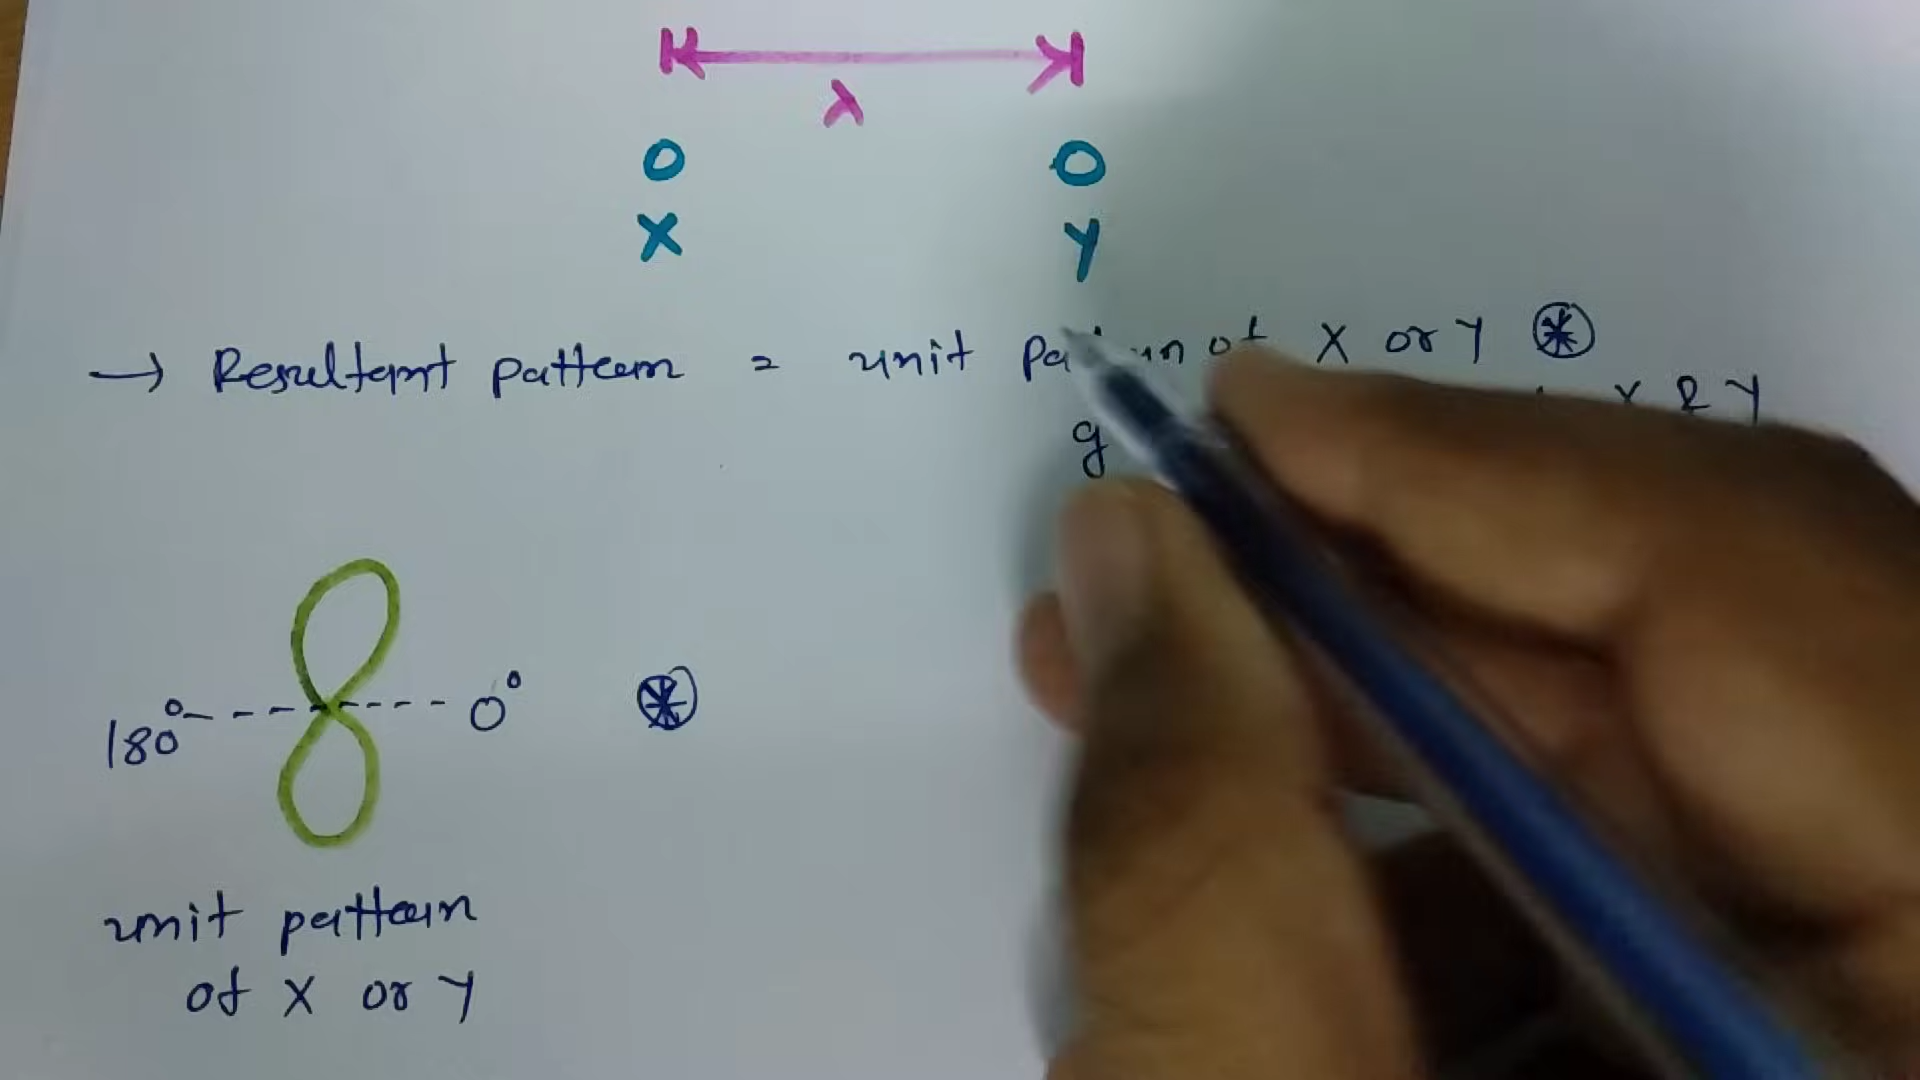 λ
O O
X Y
→ Resultant pattern = unit pattern of X or Y ⊛
g X & Y
180° 0° ⊛
unit pattern
of X or Y